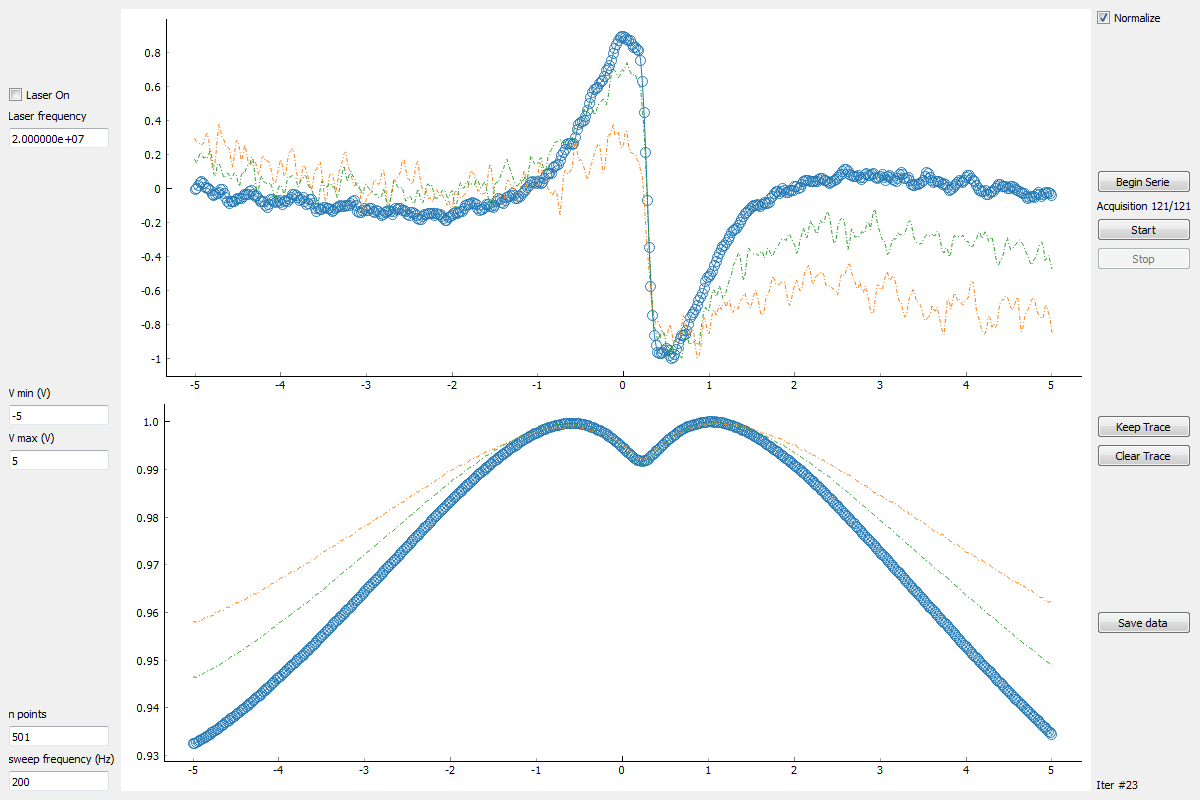 Laser On
Laser frequency
2.000000e+07
V min (V)
-5
V max (V)
5
n points
501
sweep frequency (Hz)
200
0.8
0.6
0.4
0.2
0
-0.2
-0.4
-0.6
-0.8
-1
-5 -4 -3 -2 -1 0 1 2 3 4 5
1.0
0.99
0.98
0.97
0.96
0.95
0.94
0.93
-5 -4 -3 -2 -1 0 1 2 3 4 5
Normalize
Begin Serie
Acquisition 121/121
Start
Stop
Keep Trace
Clear Trace
Save data
Iter #23